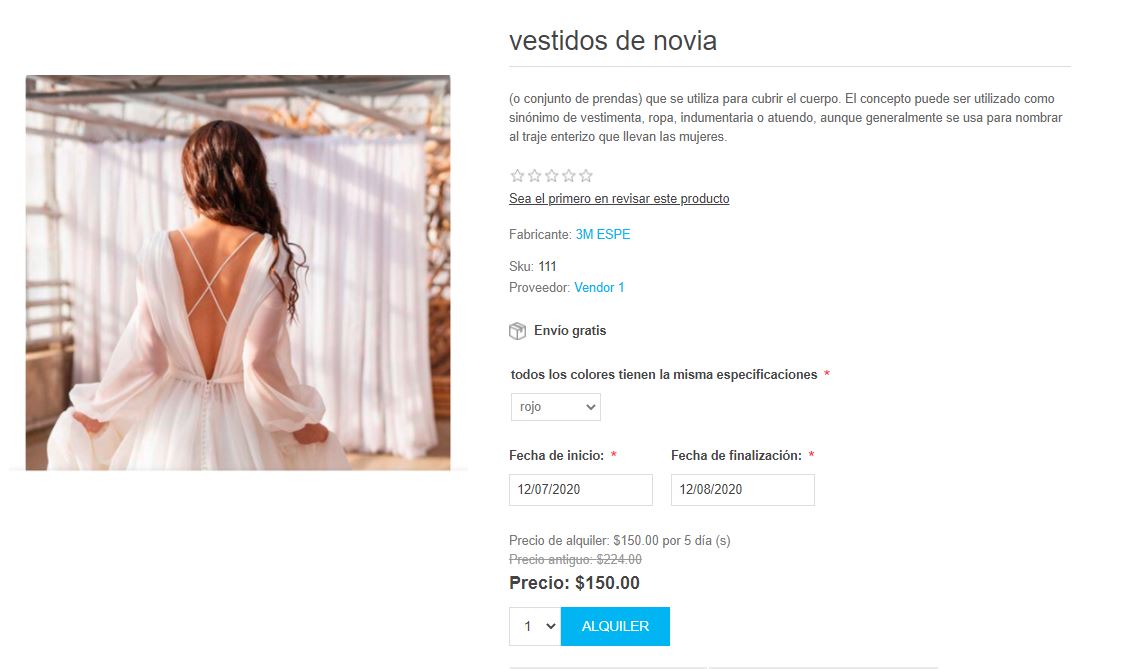 vestidos de novia
(o conjunto de prendas) que se utiliza para cubrir el cuerpo. El concepto puede ser utilizado como
sinónimo de vestimenta, ropa, indumentaria o atuendo, aunque generalmente se usa para nombrar
al traje enterizo que llevan las mujeres.
Sea el primero en revisar este producto
Fabricante: 3M ESPE
Sku: 111
Proveedor: Vendor 1
Envío gratis
todos los colores tienen la misma especificaciones *
rojo
Fecha de inicio: * Fecha de finalización: *
12/07/2020 12/08/2020
Precio de alquiler: $150.00 por 5 día (s)
Precio antiguo: $224.00
Precio: $150.00
1 ALQUILER